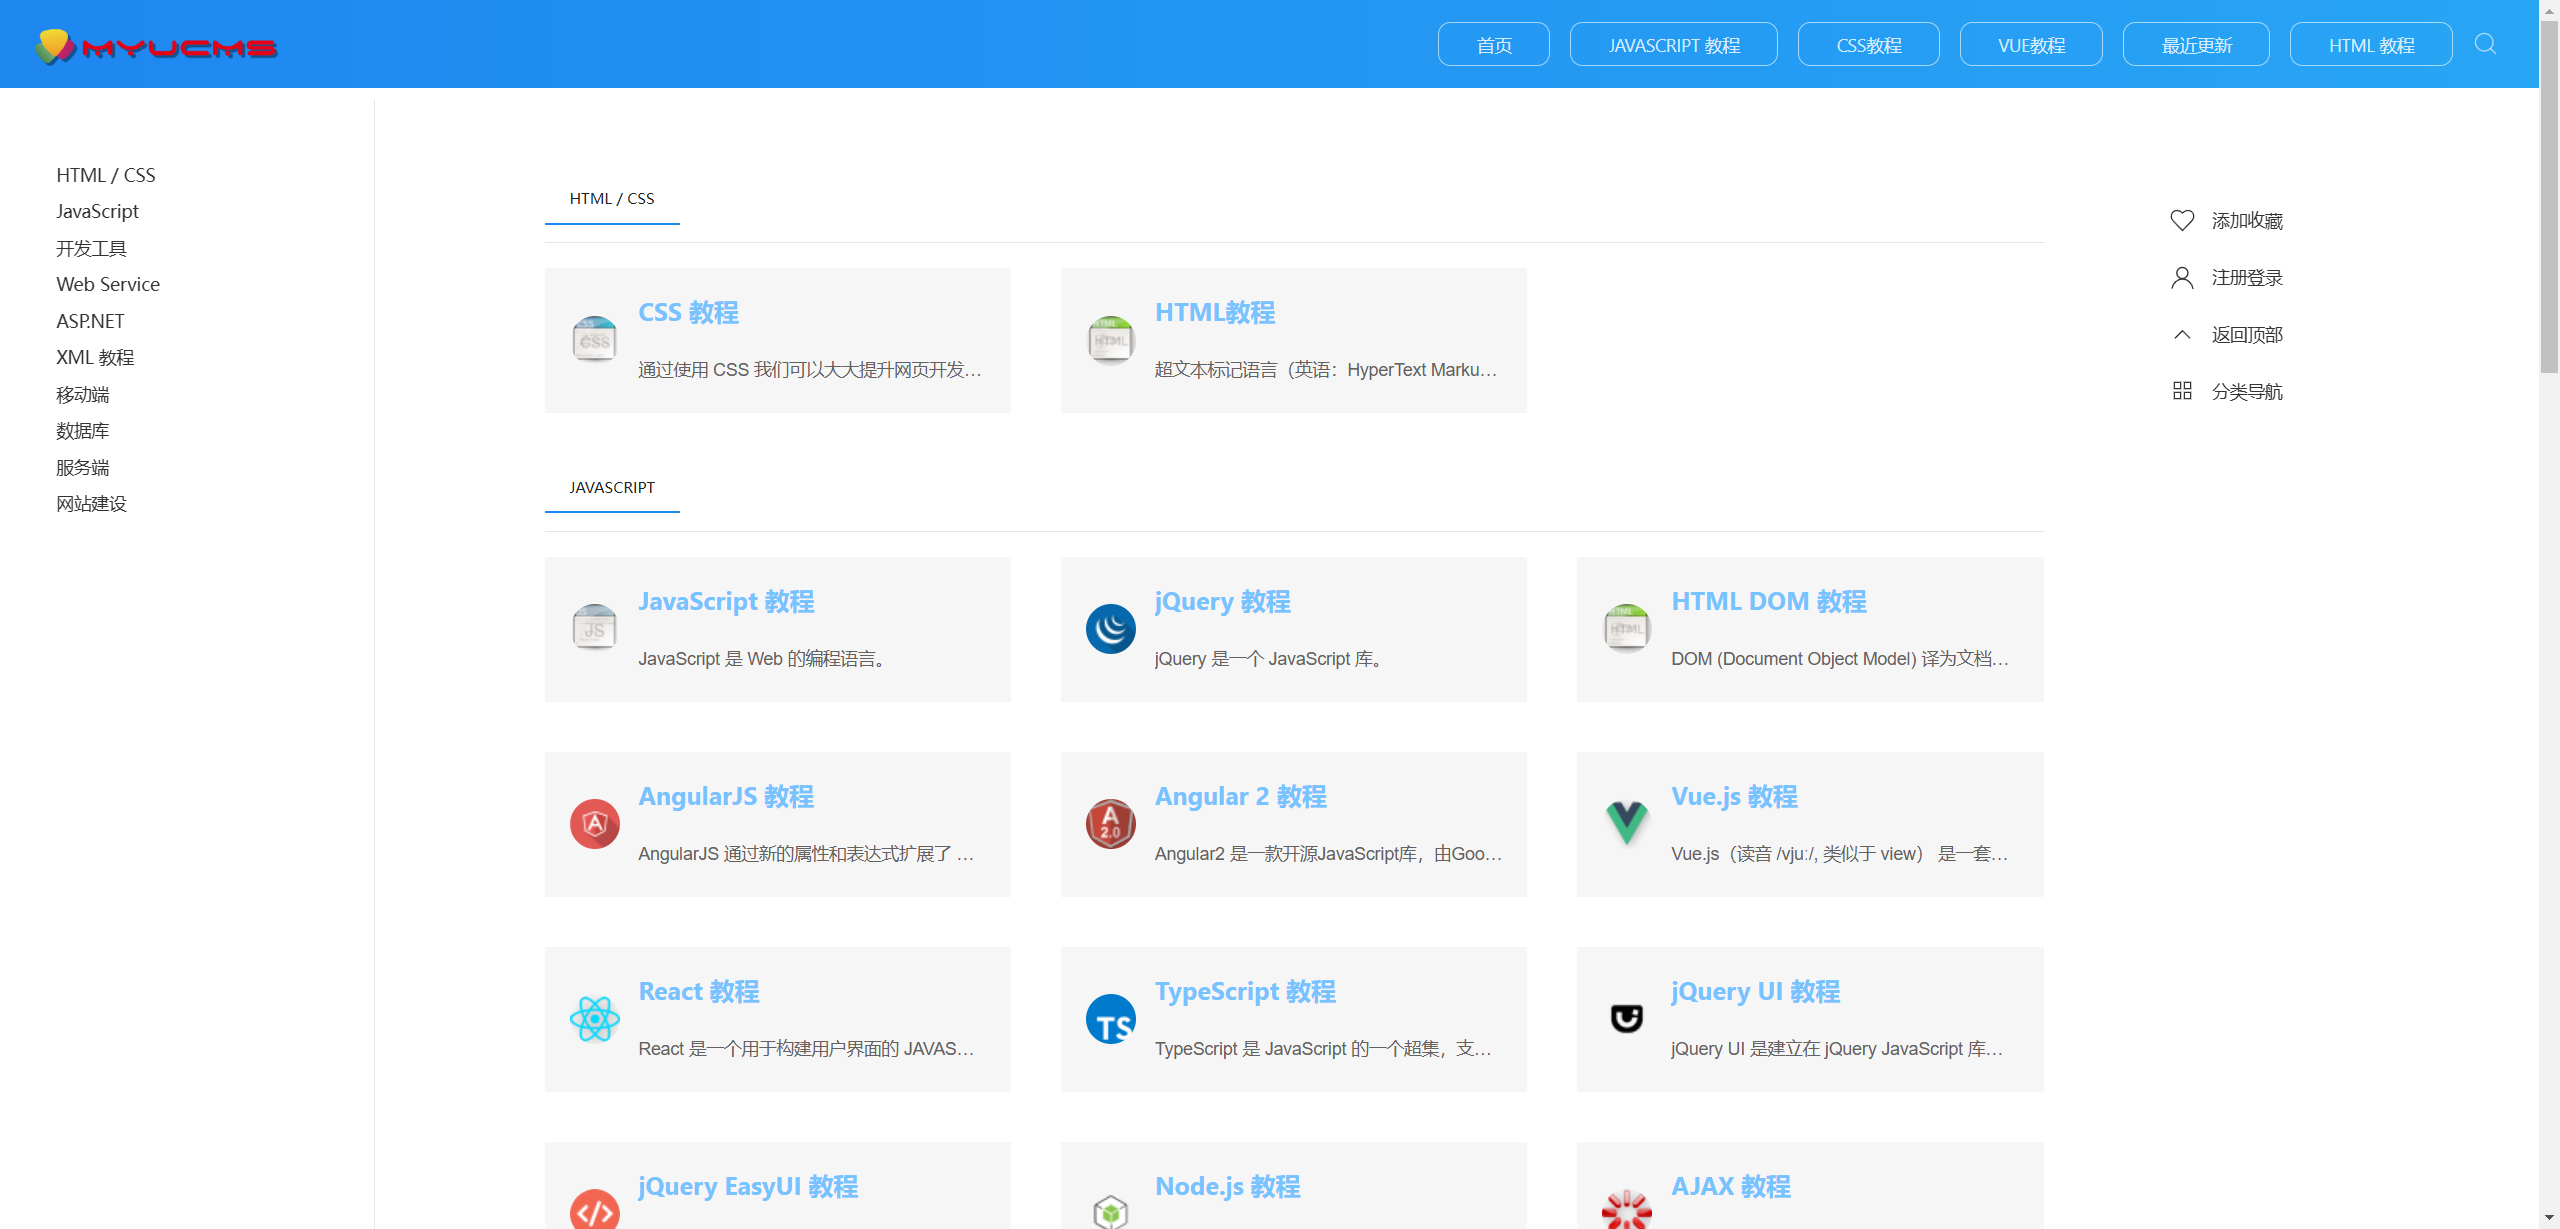 MYUCMS
首页
JAVASCRIPT 教程
CSS教程
VUE教程
最近更新
HTML 教程
HTML / CSS
JavaScript
开发工具
Web Service
ASP.NET
XML 教程
移动端
数据库
服务端
网站建设
HTML / CSS
CSS 教程
通过使用 CSS 我们可以大大提升网页开发…
HTML教程
超文本标记语言（英语：HyperText Marku…
JAVASCRIPT
JavaScript 教程
JavaScript 是 Web 的编程语言。
jQuery 教程
jQuery 是一个 JavaScript 库。
HTML DOM 教程
DOM (Document Object Model) 译为文档…
AngularJS 教程
AngularJS 通过新的属性和表达式扩展了 …
Angular 2 教程
Angular2 是一款开源JavaScript库，由Goo…
Vue.js 教程
Vue.js（读音 /vjuː/, 类似于 view） 是一套…
React 教程
React 是一个用于构建用户界面的 JAVAS…
TypeScript 教程
TypeScript 是 JavaScript 的一个超集，支…
jQuery UI 教程
jQuery UI 是建立在 jQuery JavaScript 库…
jQuery EasyUI 教程
Node.js 教程
AJAX 教程
添加收藏
注册登录
返回顶部
分类导航
CSS
HTML
JS
HTML
A
A
2.0
TS